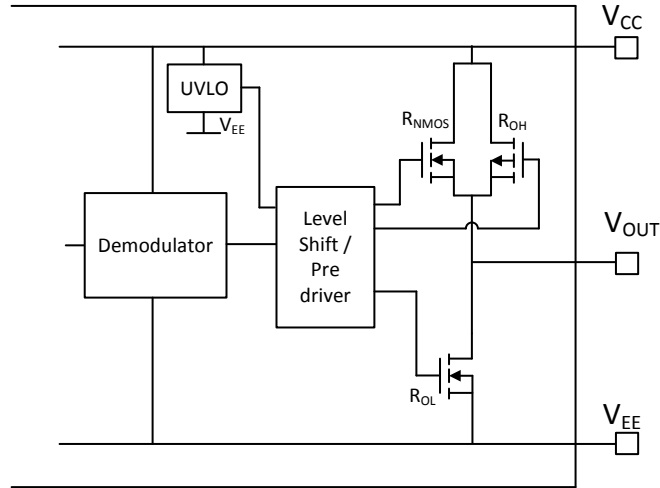 V_CC
UVLO
V_EE
R_NMOS
R_OH
Level
Shift /
Pre
driver
Demodulator
V_OUT
R_OL
V_EE